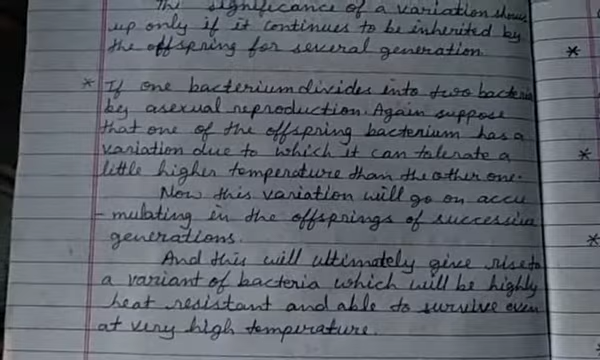 The significance of a variation shows
up only if it continues to be inherited by
the offspring for several generation.
* If one bacterium divides into two bacteria
by asexual reproduction. Again suppose
that one of the offspring bacterium has a
variation due to which it can tolerate a
little higher temperature than the other one.
Now this variation will go on accu
-mulating in the offsprings of successive
generations.
And this will ultimately give rise to
a variant of bacteria which will be highly
heat resistant and able to survive even
at very high temperature.
*
*
*